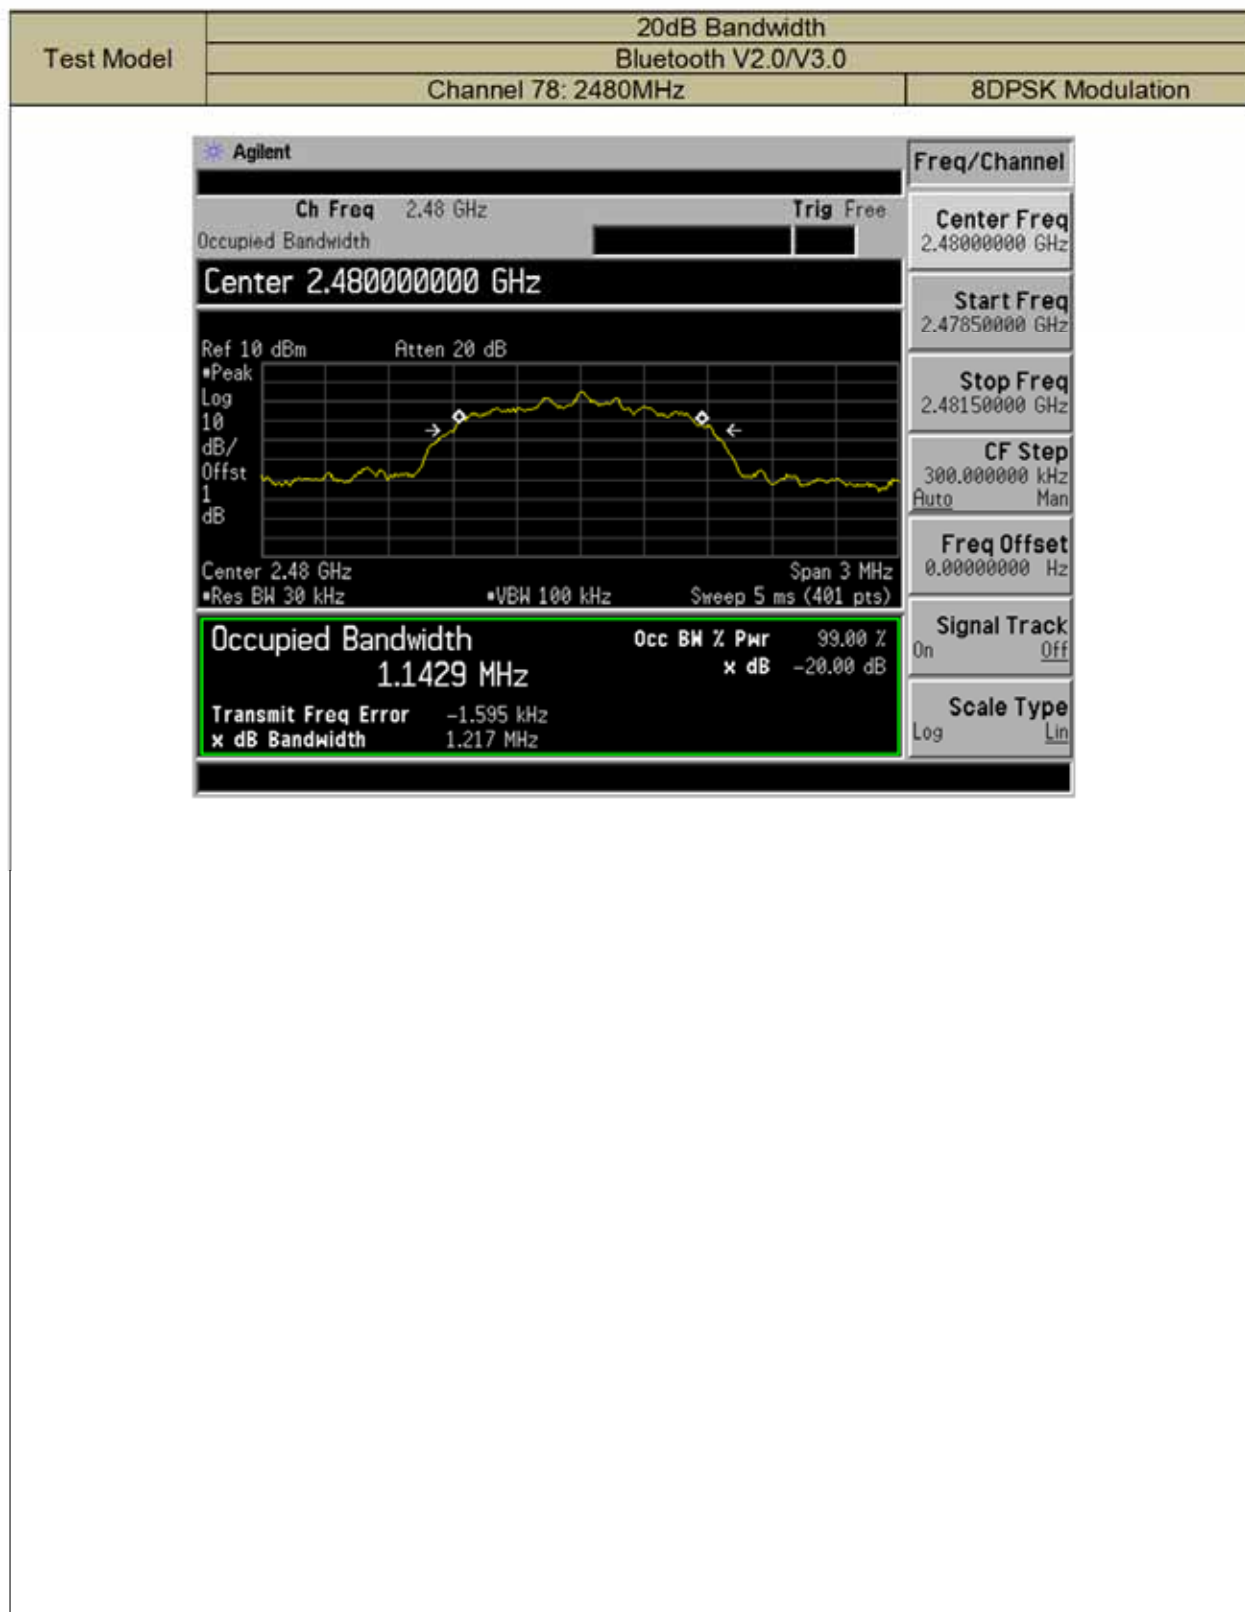 Test Model
20dB Bandwidth
Bluetooth V2.0/V3.0
Channel 78: 2480MHz
8DPSK Modulation
Agilent
Freq/Channel
Ch Freq 2.48 GHz Trig Free
Occupied Bandwidth
Center 2.480000000 GHz
Ref 10 dBm Atten 20 dB
*Peak
Log
10
dB/
Offst
1
dB
Center 2.48 GHz Span 3 MHz
*Res BW 30 kHz *VBW 100 kHz Sweep 5 ms (401 pts)
Occupied Bandwidth
1.1429 MHz
Occ BW % Pwr 99.00 %
x dB -20.00 dB
Transmit Freq Error -1.595 kHz
x dB Bandwidth 1.217 MHz
Center Freq
2.48000000 GHz
Start Freq
2.47850000 GHz
Stop Freq
2.48150000 GHz
CF Step
300.000000 kHz
Auto Man
Freq Offset
0.00000000 Hz
Signal Track
On Off
Scale Type
Log Lin